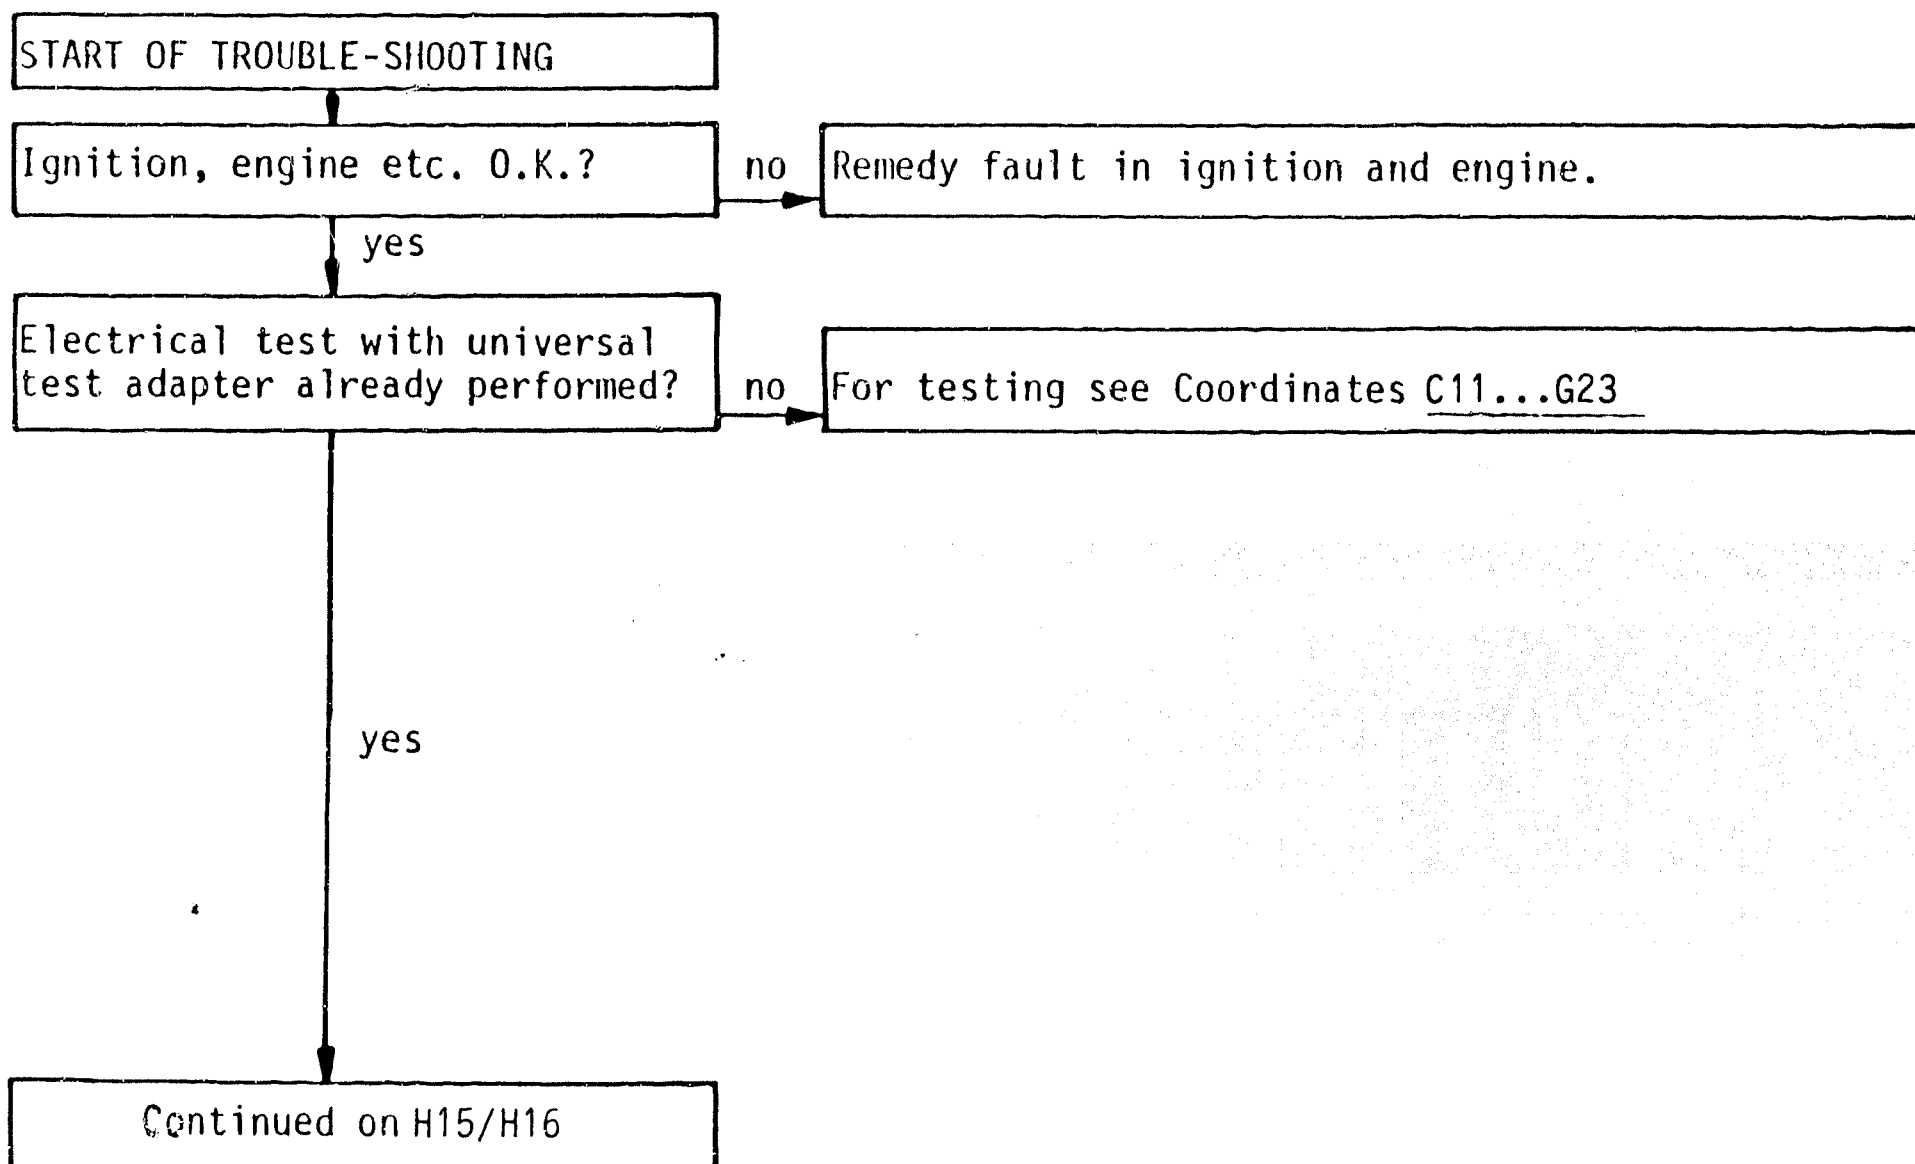 START OF TROUBLE-SHOOTING
Ignition, engine etc. O.K.?
no
Remedy fault in ignition and engine.
yes
Electrical test with universal
test adapter already performed?
no
For testing see Coordinates C11...G23
yes
Continued on H15/H16